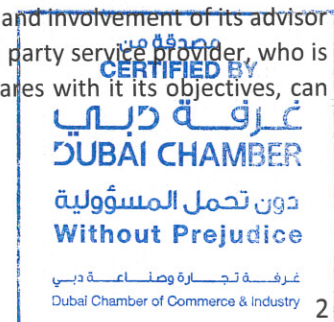 and involvement of its advisor
party service provider, who is
ares with it its objectives, can
مصدقة من
CERTIFIED BY
غرفة دبي
DUBAI CHAMBER
دون تحمل المسؤولية
Without Prejudice
غرفة تجارة وصناعة دبي
Dubai Chamber of Commerce & Industry
2